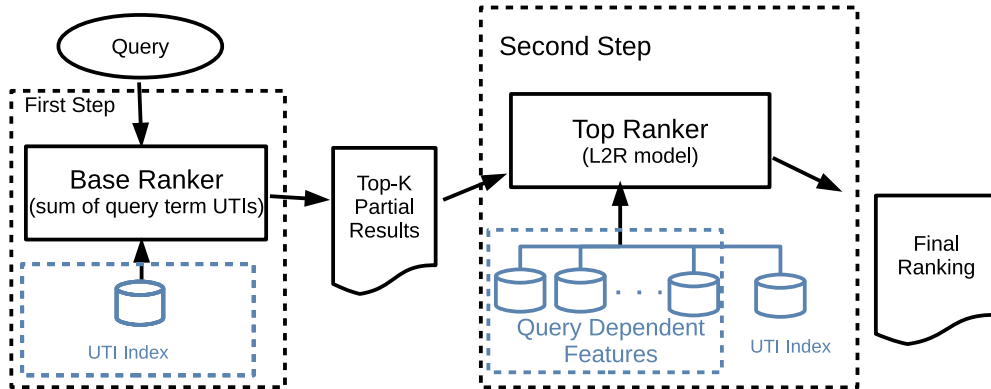 Query
First Step
Base Ranker
(sum of query term UTIs)
UTI Index
Top-K
Partial
Results
Second Step
Top Ranker
(L2R model)
. . . .
Query Dependent
Features
UTI Index
Final
Ranking